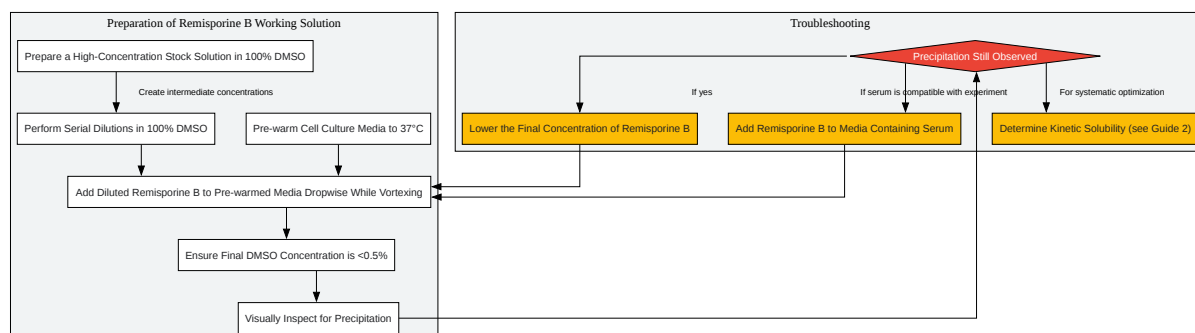 Preparation of Remisporine B Working Solution
Prepare a High-Concentration Stock Solution in 100% DMSO
Create intermediate concentrations
Perform Serial Dilutions in 100% DMSO
Pre-warm Cell Culture Media to 37°C
Add Diluted Remisporine B to Pre-warmed Media Dropwise While Vortexing
Ensure Final DMSO Concentration is <0.5%
Visually Inspect for Precipitation
Troubleshooting
Precipitation Still Observed
If yes
If serum is compatible with experiment
For systematic optimization
Lower the Final Concentration of Remisporine B
Add Remisporine B to Media Containing Serum
Determine Kinetic Solubility (see Guide 2)